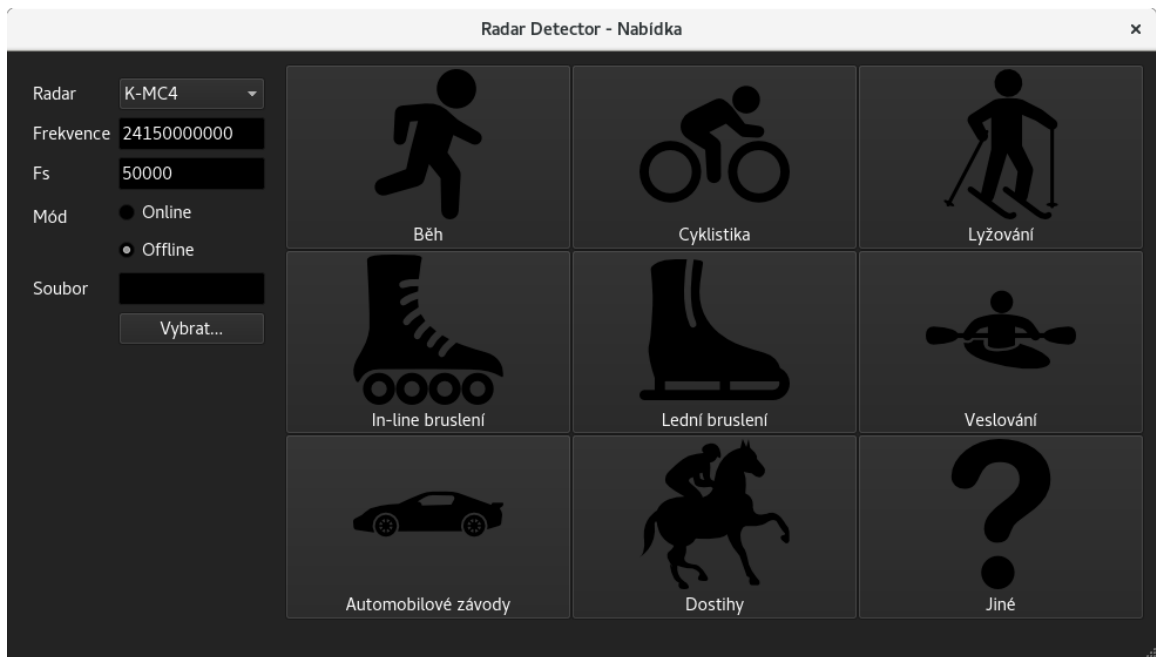 Radar Detector - Nabídka
Radar K-MC4
Frekvence 24150000000
Fs 50000
Mód Online
Offline
Soubor
Vybrat...
Běh Cyklistika Lyžování
In-line bruslení Lední bruslení Veslování
Automobilové závody Dostihy Jiné